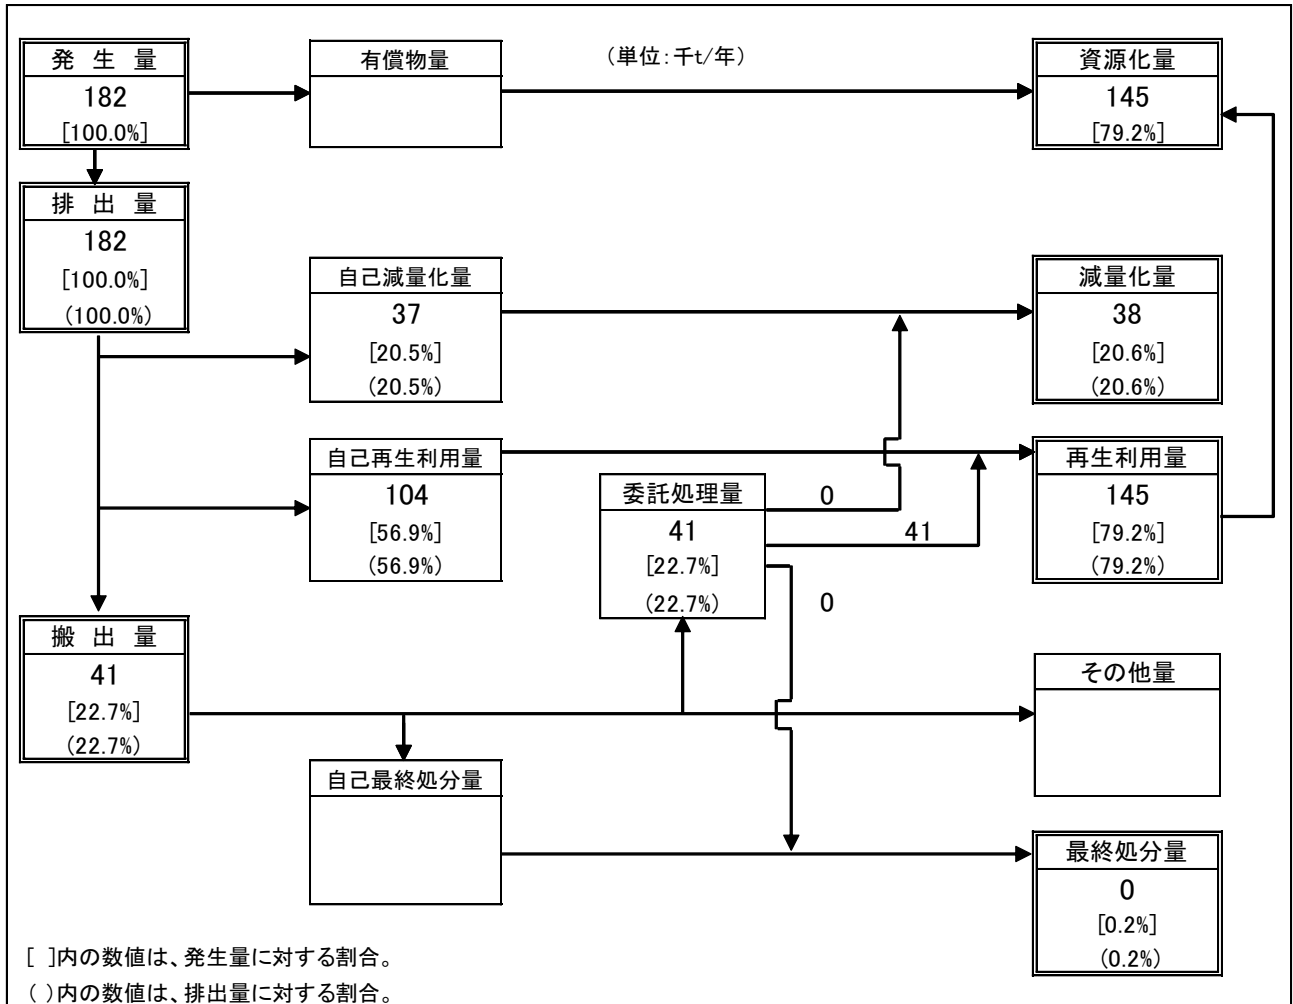 発 生 量
182
[100.0%]
有償物量
(単位:千t/年)
資源化量
145
[79.2%]
排 出 量
182
[100.0%]
(100.0%)
自己減量化量
37
[20.5%]
(20.5%)
減量化量
38
[20.6%]
(20.6%)
自己再生利用量
104
[56.9%]
(56.9%)
委託処理量
41
[22.7%]
(22.7%)
0
41
0
再生利用量
145
[79.2%]
(79.2%)
搬 出 量
41
[22.7%]
(22.7%)
その他量
自己最終処分量
最終処分量
0
[0.2%]
(0.2%)
[ ]内の数値は、発生量に対する割合。
( )内の数値は、排出量に対する割合。